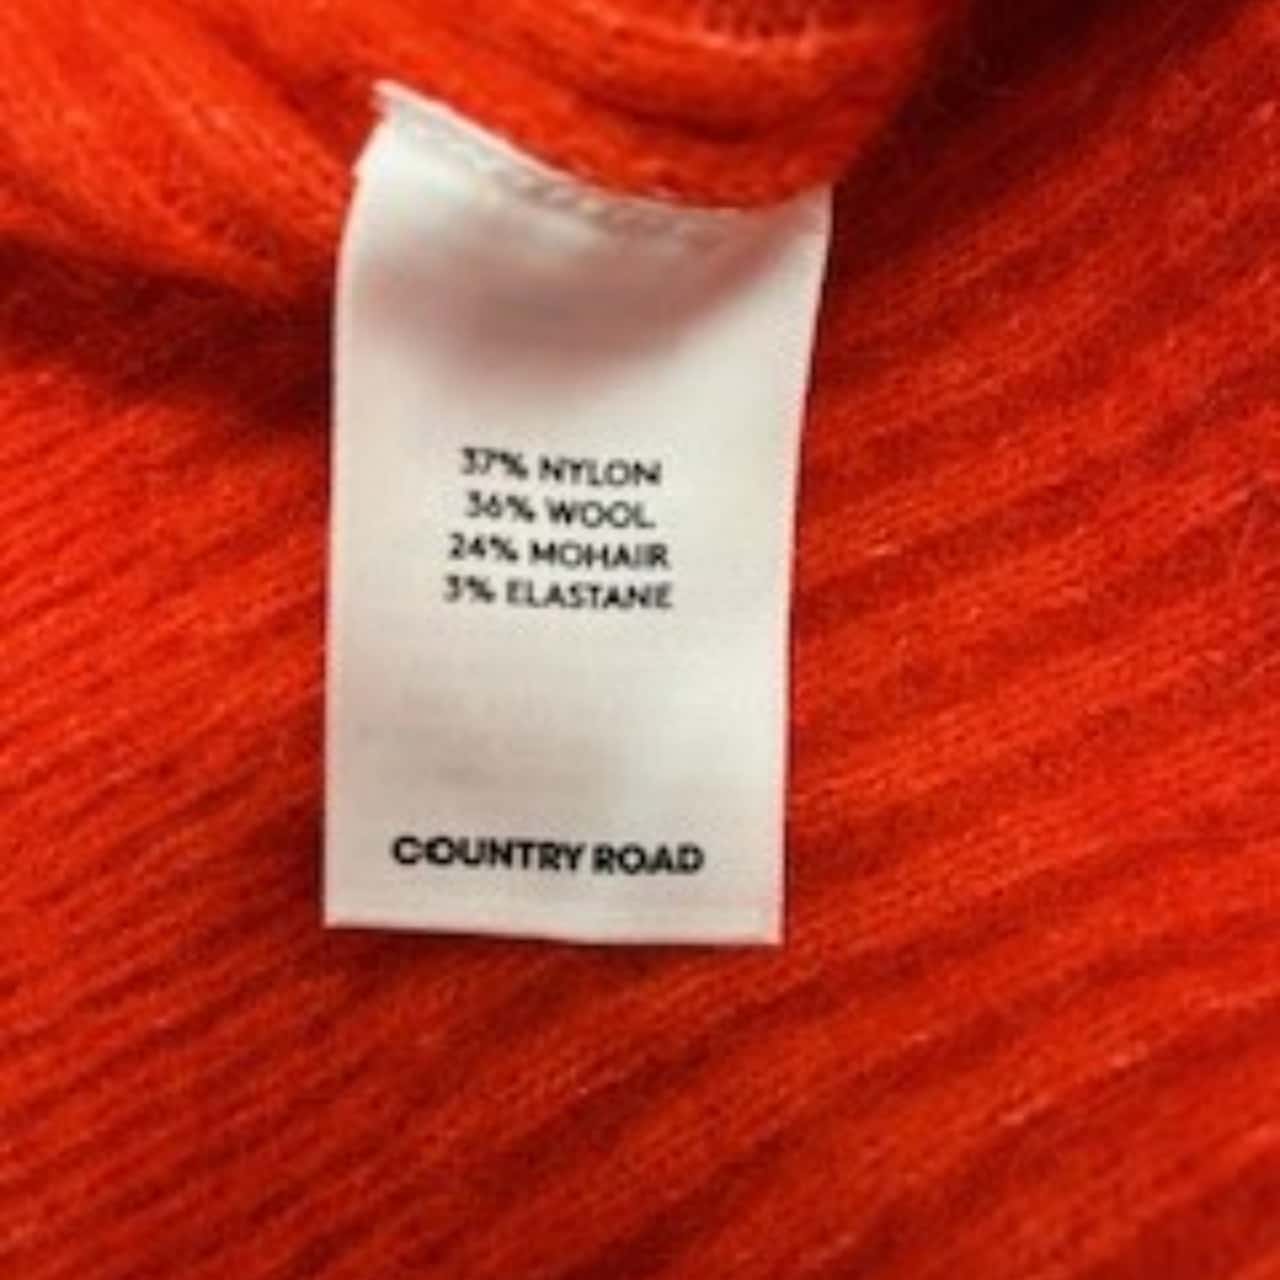 37% NYLON
36% WOOL
24% MOHAIR
3% ELASTANE
COUNTRY ROAD